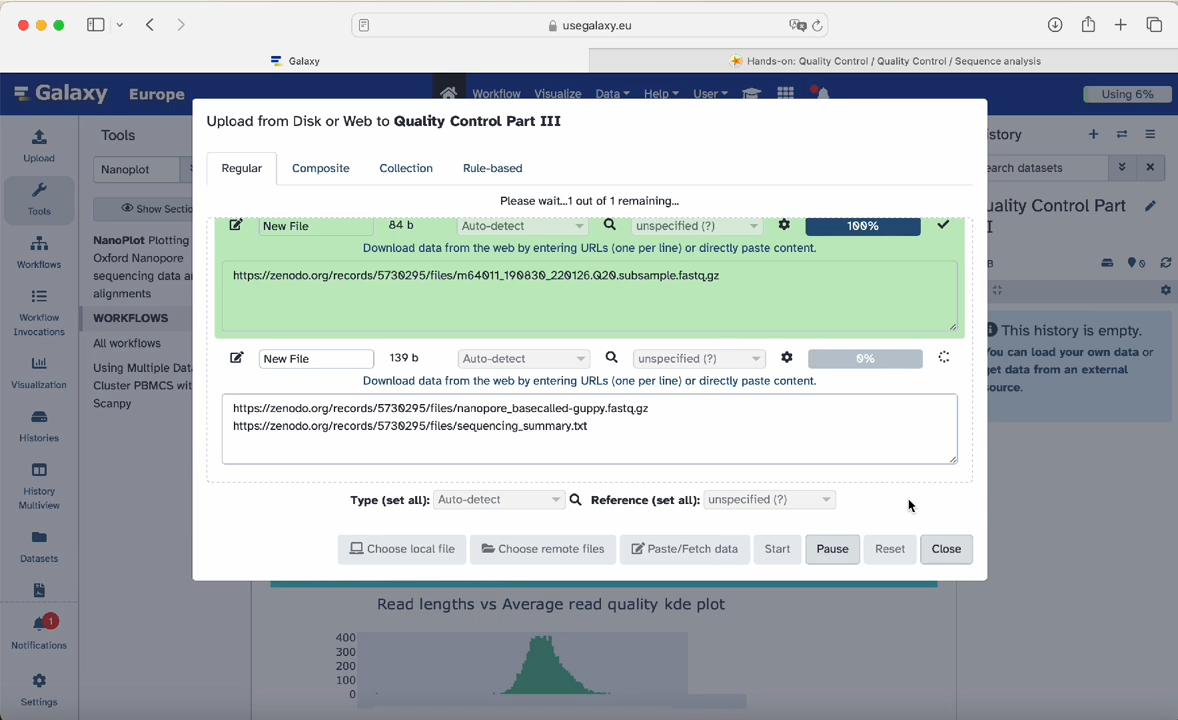 usegalaxy.eu
Galaxy
Hands-on: Quality Control / Quality Control / Sequence analysis
Galaxy Europe
Workflow Visualize Data Help User
Using 6%
Upload from Disk or Web to Quality Control Part III
Regular Composite Collection Rule-based
Please wait...1 out of 1 remaining...
New File 84 b Auto-detect unspecified (?) 100%
Download data from the web by entering URLs (one per line) or directly paste content.
https://zenodo.org/records/5730295/files/m64011_190830_220126.Q20.subsample.fastq.gz
New File 139 b Auto-detect unspecified (?) 0%
Download data from the web by entering URLs (one per line) or directly paste content.
https://zenodo.org/records/5730295/files/nanopore_basecalled-guppy.fastq.gz
https://zenodo.org/records/5730295/files/sequencing_summary.txt
Type (set all): Auto-detect Reference (set all): unspecified (?)
Choose local file Choose remote files Paste/Fetch data Start Pause Reset Close
Upload
Tools
Workflows
Workflow
Invocations
Visualization
Histories
History
Multiview
Datasets
1
Notifications
Settings
Tools
Nanoplot
Show Sectio
NanoPlot Plotting
Oxford Nanopore
sequencing data an
alignments
WORKFLOWS
All workflows
Using Multiple Data
Cluster PBMCS wit
Scanpy
story
earch datasets
uality Control Part
I
B 0
This history is empty.
You can load your own data or
get data from an external
source.
Read lengths vs Average read quality kde plot
400
300
200
100
0